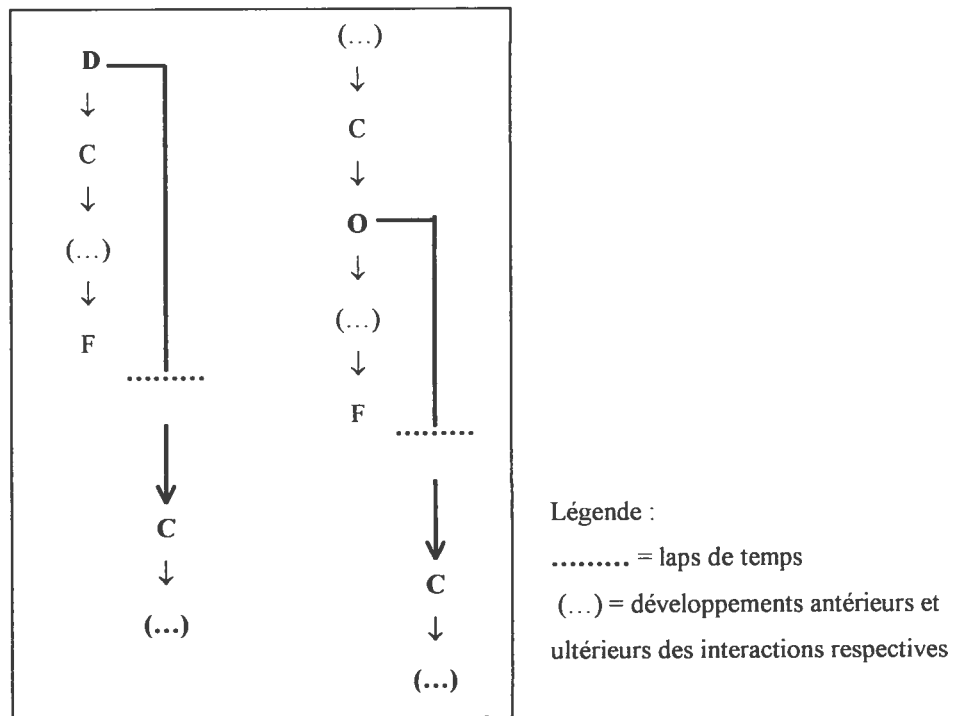 D
↓
C
↓
(...)
↓
F
.........
C
↓
(...)
(...)
↓
C
↓
O
↓
(...)
↓
F
.........
C
↓
(...)
Légende :
......... = laps de temps
(...) = développements antérieurs et
ultérieurs des interactions respectives